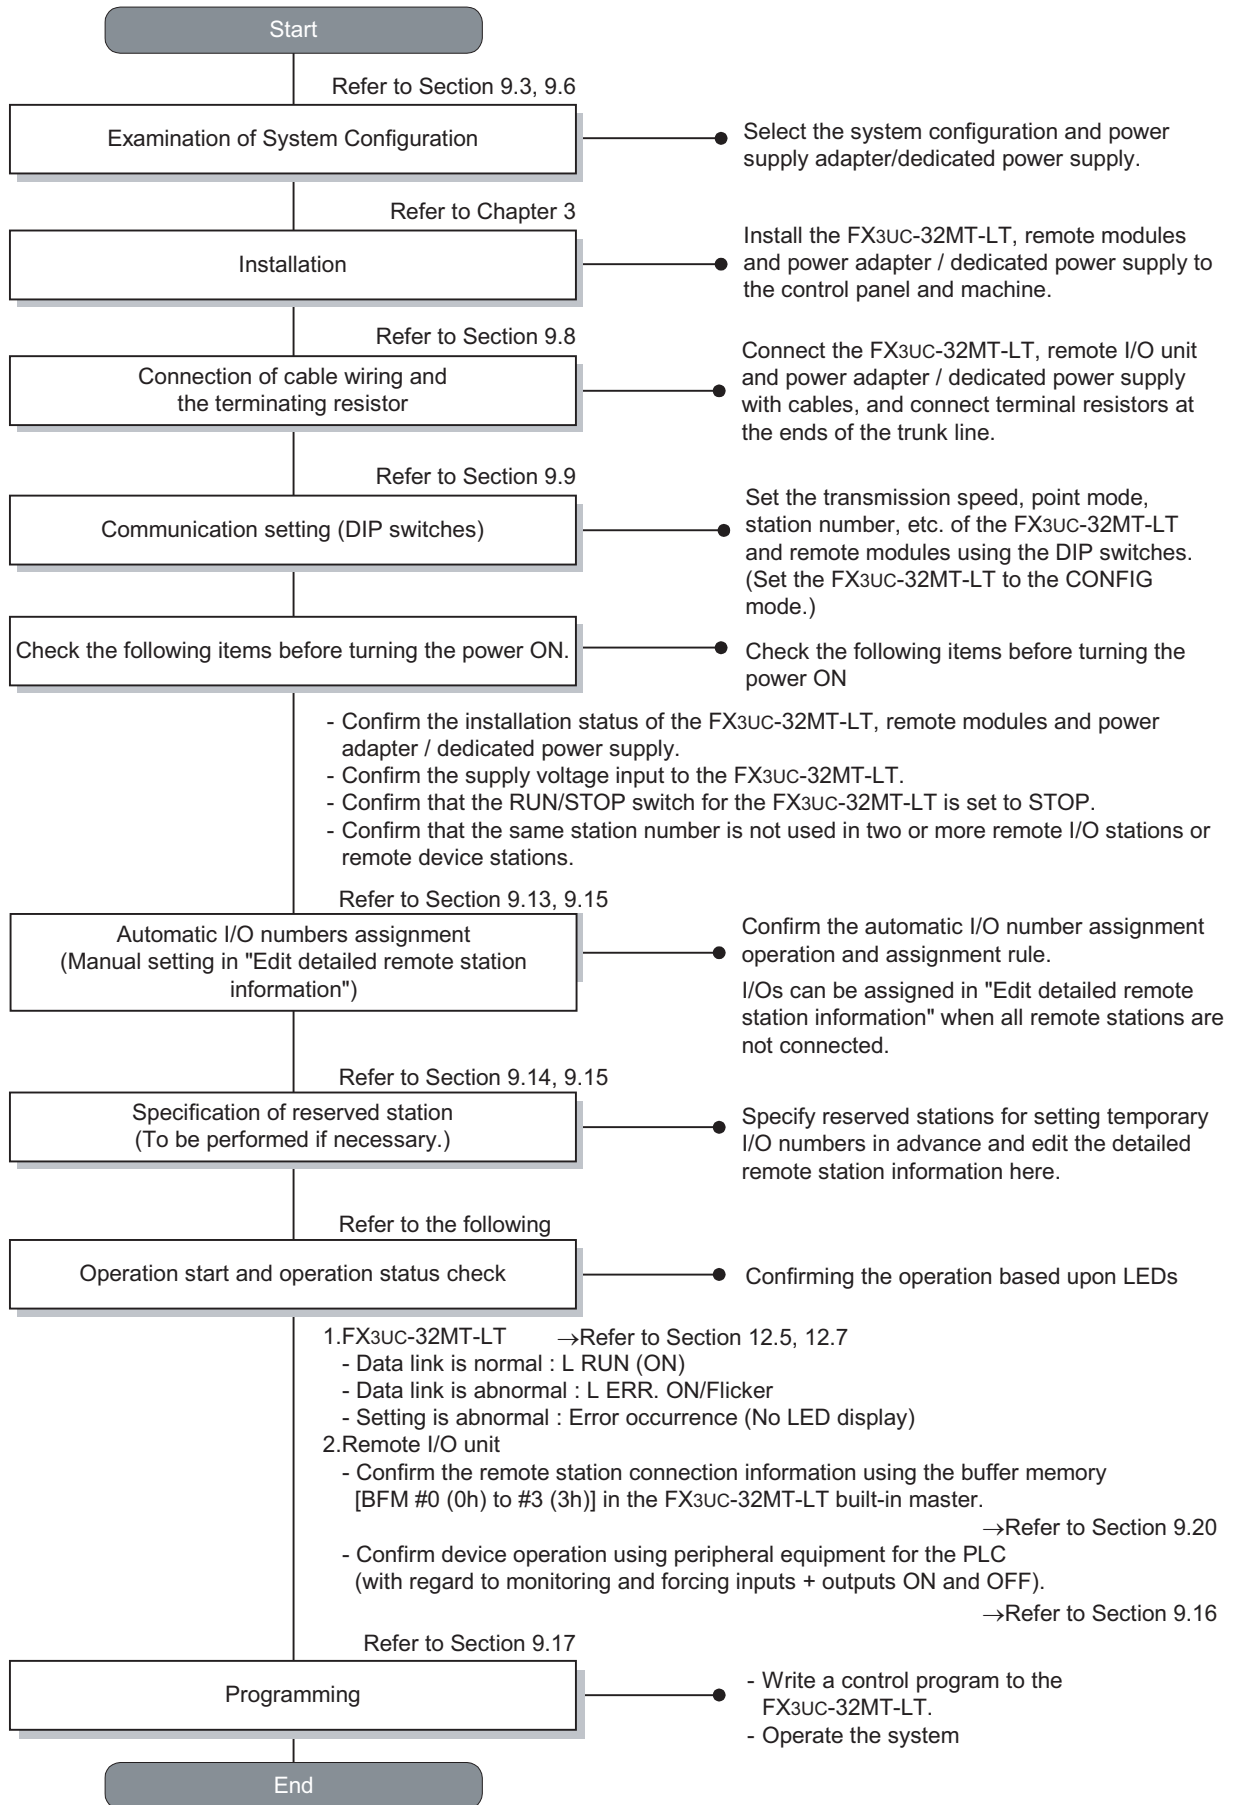 Start
Refer to Section 9.3, 9.6
Examination of System Configuration
Select the system configuration and power
supply adapter/dedicated power supply.
Refer to Chapter 3
Installation
Install the FX3UC-32MT-LT, remote modules
and power adapter / dedicated power supply to
the control panel and machine.
Refer to Section 9.8
Connection of cable wiring and
the terminating resistor
Connect the FX3UC-32MT-LT, remote I/O unit
and power adapter / dedicated power supply
with cables, and connect terminal resistors at
the ends of the trunk line.
Refer to Section 9.9
Communication setting (DIP switches)
Set the transmission speed, point mode,
station number, etc. of the FX3UC-32MT-LT
and remote modules using the DIP switches.
(Set the FX3UC-32MT-LT to the CONFIG
mode.)
Check the following items before turning the power ON.
Check the following items before turning the
power ON
- Confirm the installation status of the FX3UC-32MT-LT, remote modules and power
adapter / dedicated power supply.
- Confirm the supply voltage input to the FX3UC-32MT-LT.
- Confirm that the RUN/STOP switch for the FX3UC-32MT-LT is set to STOP.
- Confirm that the same station number is not used in two or more remote I/O stations or
remote device stations.
Refer to Section 9.13, 9.15
Automatic I/O numbers assignment
(Manual setting in "Edit detailed remote station
information")
Confirm the automatic I/O number assignment
operation and assignment rule.
I/Os can be assigned in "Edit detailed remote
station information" when all remote stations are
not connected.
Refer to Section 9.14, 9.15
Specification of reserved station
(To be performed if necessary.)
Specify reserved stations for setting temporary
I/O numbers in advance and edit the detailed
remote station information here.
Refer to the following
Operation start and operation status check
Confirming the operation based upon LEDs
1.FX3UC-32MT-LT →Refer to Section 12.5, 12.7
- Data link is normal : L RUN (ON)
- Data link is abnormal : L ERR. ON/Flicker
- Setting is abnormal : Error occurrence (No LED display)
2.Remote I/O unit
- Confirm the remote station connection information using the buffer memory
[BFM #0 (0h) to #3 (3h)] in the FX3UC-32MT-LT built-in master.
→Refer to Section 9.20
- Confirm device operation using peripheral equipment for the PLC
(with regard to monitoring and forcing inputs + outputs ON and OFF).
→Refer to Section 9.16
Refer to Section 9.17
Programming
- Write a control program to the
FX3UC-32MT-LT.
- Operate the system
End